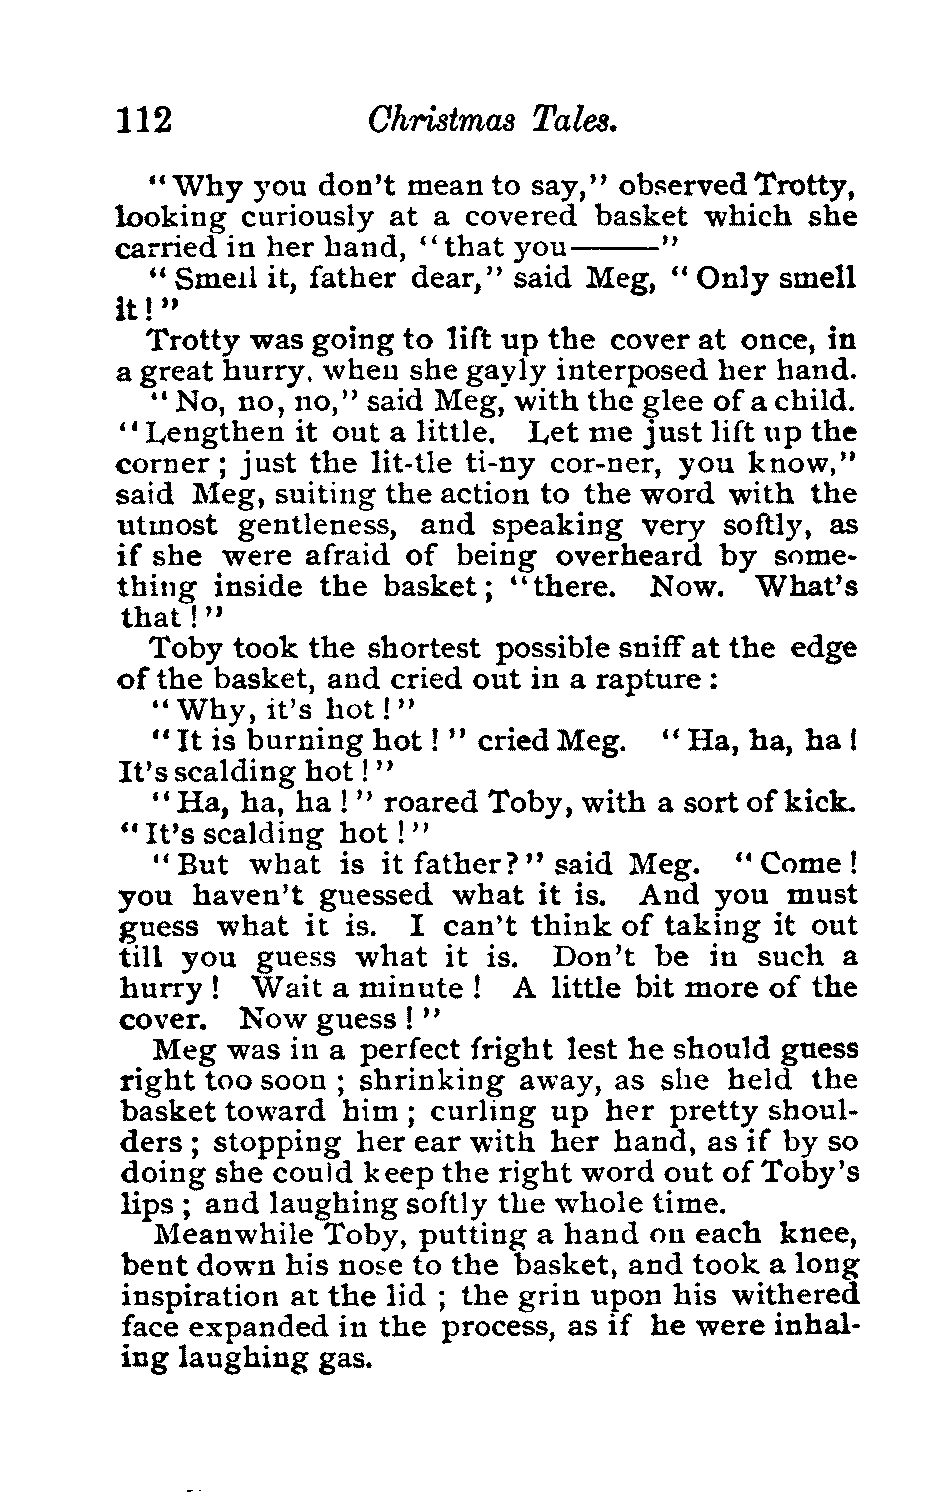 112 Christmas Tales.
"Why you don't mean to say," observed Trotty,
looking curiously at a covered basket which she
carried in her hand, "that you———"
"Smell it, father dear," said Meg, "Only smell
it!"
Trotty was going to lift up the cover at once, in
a great hurry, when she gayly interposed her hand.
"No, no, no," said Meg, with the glee of a child.
"Lengthen it out a little. Let me just lift up the
corner; just the lit-tle ti-ny cor-ner, you know,"
said Meg, suiting the action to the word with the
utmost gentleness, and speaking very softly, as
if she were afraid of being overheard by some-
thing inside the basket; "there. Now. What's
that!"
Toby took the shortest possible sniff at the edge
of the basket, and cried out in a rapture:
"Why, it's hot!"
"It is burning hot!" cried Meg. "Ha, ha, ha!
It's scalding hot!"
"Ha, ha, ha!" roared Toby, with a sort of kick.
"It's scalding hot!"
"But what is it father?" said Meg. "Come!
you haven't guessed what it is. And you must
guess what it is. I can't think of taking it out
till you guess what it is. Don't be in such a
hurry! Wait a minute! A little bit more of the
cover. Now guess!"
Meg was in a perfect fright lest he should guess
right too soon; shrinking away, as she held the
basket toward him; curling up her pretty shoul-
ders; stopping her ear with her hand, as if by so
doing she could keep the right word out of Toby's
lips; and laughing softly the whole time.
Meanwhile Toby, putting a hand on each knee,
bent down his nose to the basket, and took a long
inspiration at the lid; the grin upon his withered
face expanded in the process, as if he were inhal-
ing laughing gas.